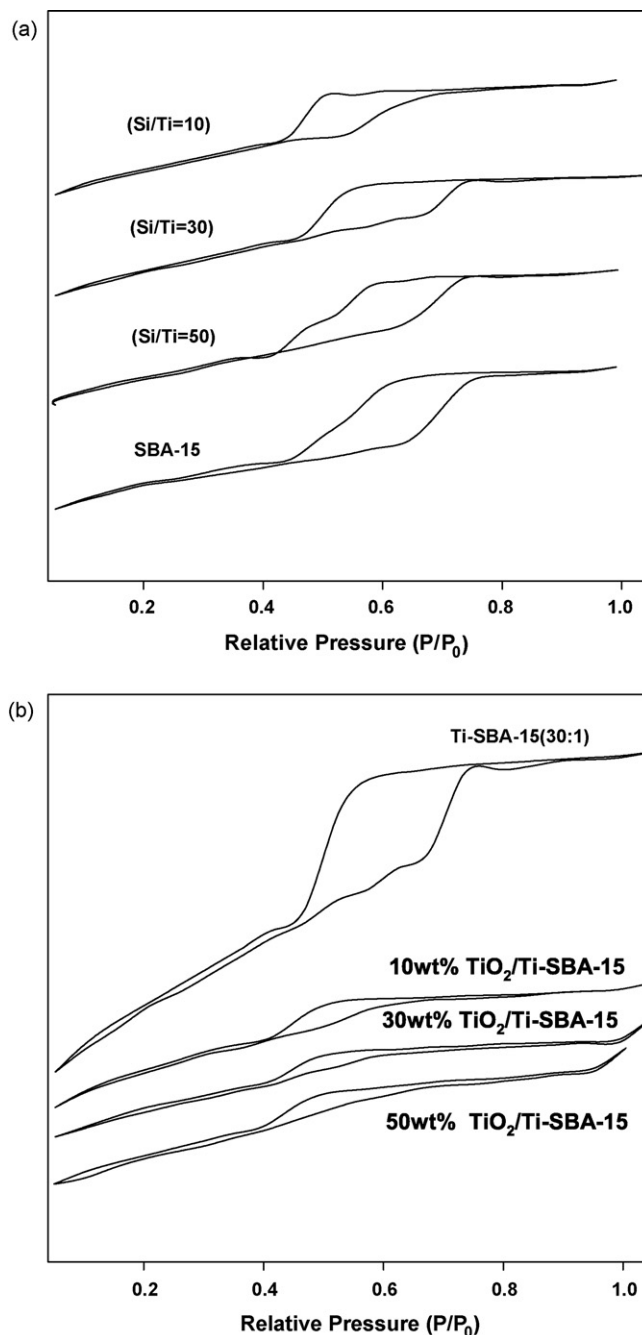 (a)
(Si/Ti=10)
(Si/Ti=30)
(Si/Ti=50)
SBA-15
0.2 0.4 0.6 0.8 1.0
Relative Pressure (P/P₀)
(b)
Ti-SBA-15(30:1)
10wt% TiO₂/Ti-SBA-15
30wt% TiO₂/Ti-SBA-15
50wt% TiO₂/Ti-SBA-15
0.2 0.4 0.6 0.8 1.0
Relative Pressure (P/P₀)